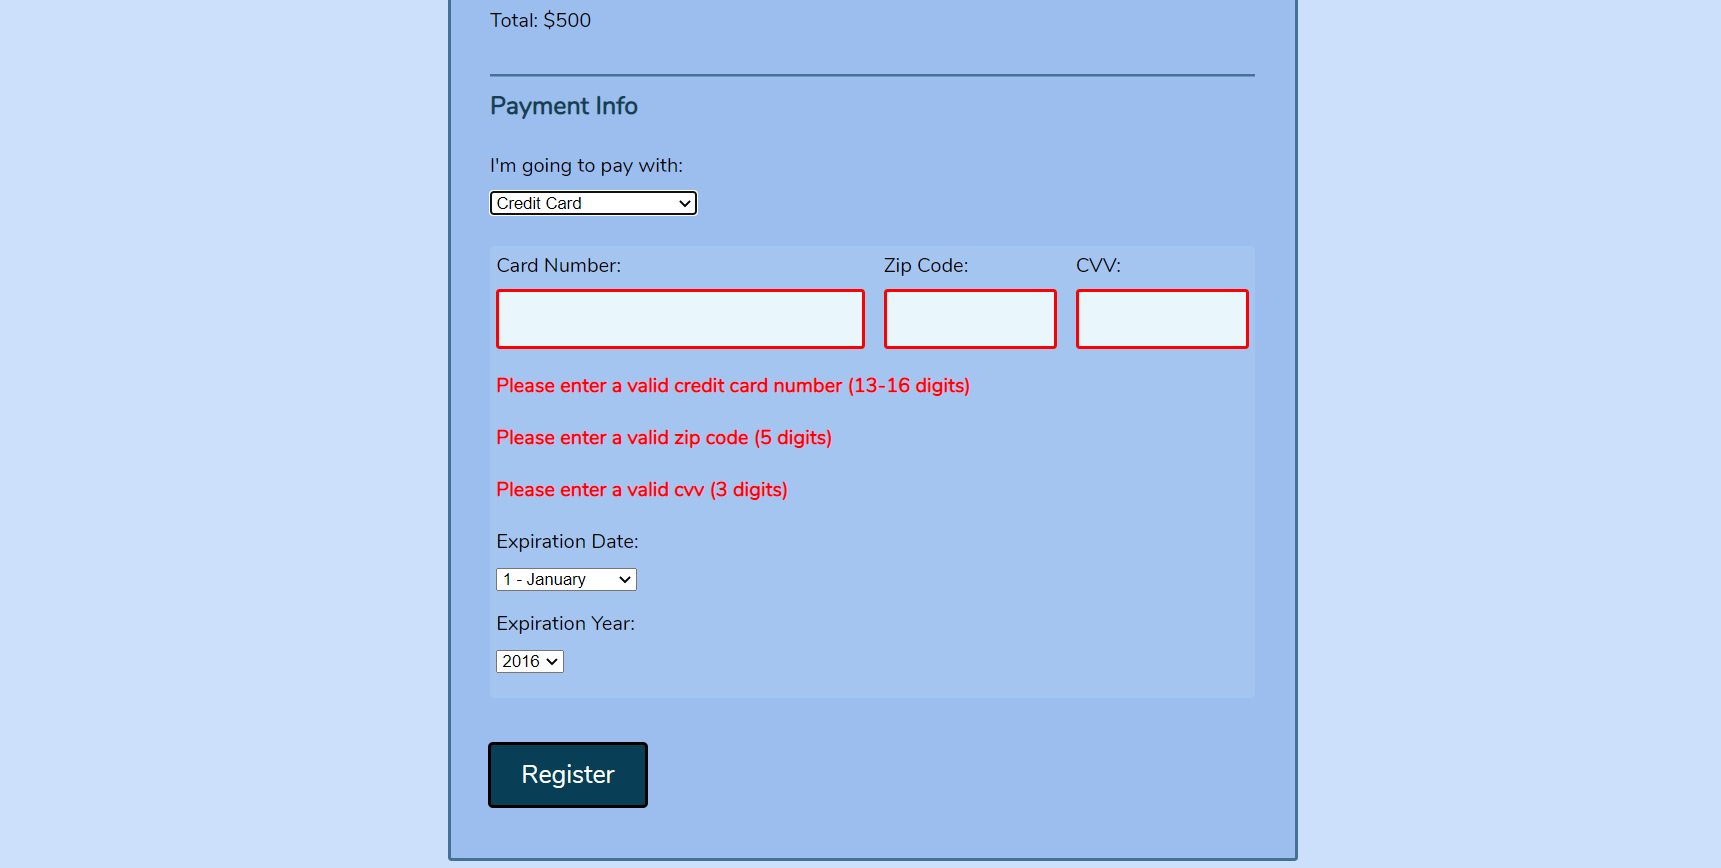 Total: $500
Payment Info
I'm going to pay with:
Credit Card
Card Number: Zip Code: CVV:
Please enter a valid credit card number (13-16 digits)
Please enter a valid zip code (5 digits)
Please enter a valid cvv (3 digits)
Expiration Date:
1 - January
Expiration Year:
2016
Register